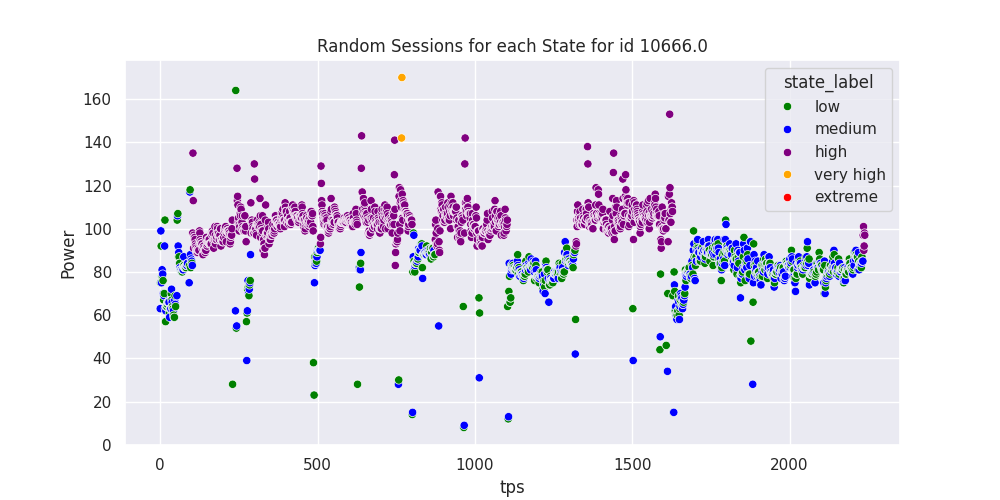 Random Sessions for each State for id 10666.0
state_label
low
medium
high
very high
extreme
Power
160
140
120
100
80
60
40
20
0
0 500 1000 1500 2000
tps